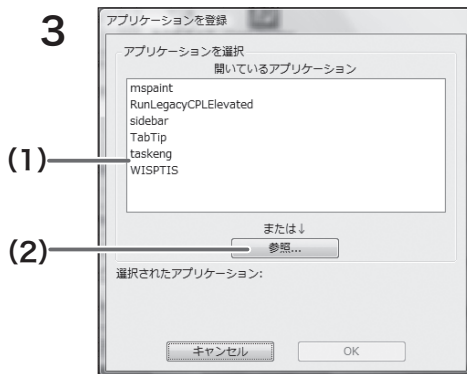 3
アプリケーションを登録
アプリケーションを選択
開いているアプリケーション
mspaint
RunLegacyCPLElevated
sidebar
TabTip
(1)
taskeng
WISPTIS
または↓
(2)
参照...
選択されたアプリケーション:
キャンセル
OK